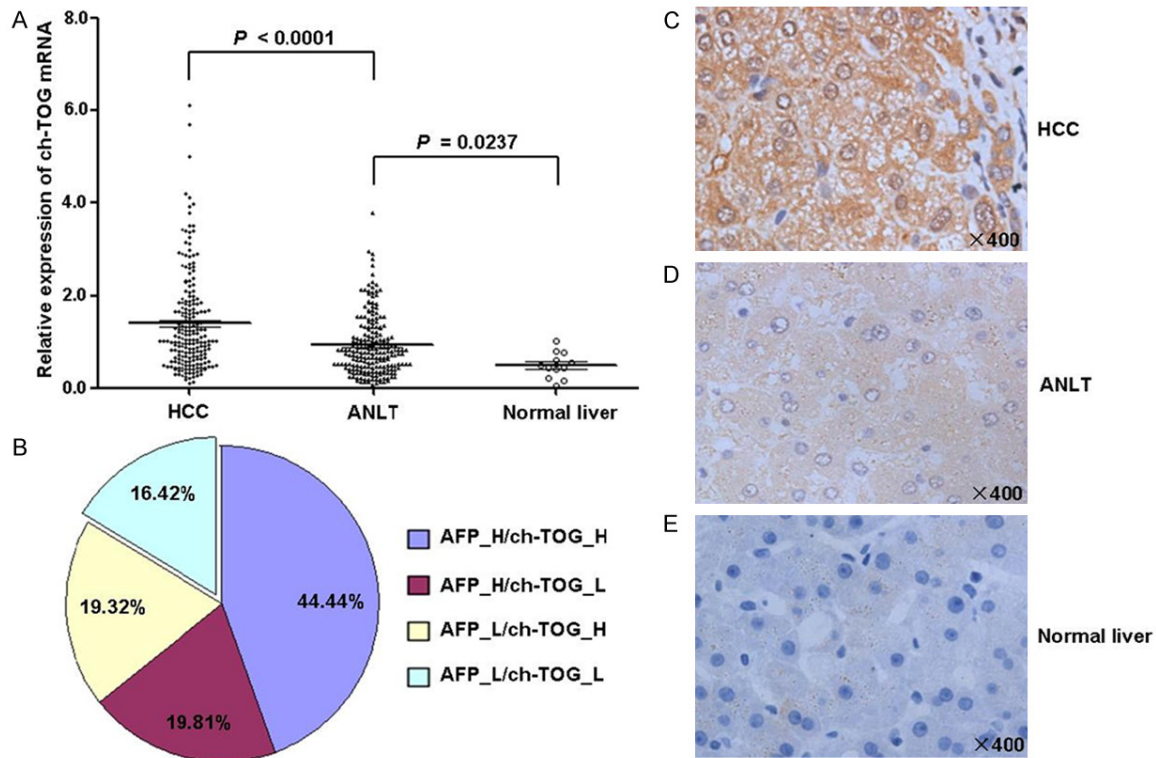 A
8.0
6.0
4.0
2.0
0.0
Relative expression of ch-TOG mRNA
P < 0.0001
P = 0.0237
HCC
ANLT
Normal liver
B
16.42%
44.44%
19.32%
19.81%
AFP_H/ch-TOG_H
AFP_H/ch-TOG_L
AFP_L/ch-TOG_H
AFP_L/ch-TOG_L
C
×400
HCC
D
×400
ANLT
E
×400
Normal liver